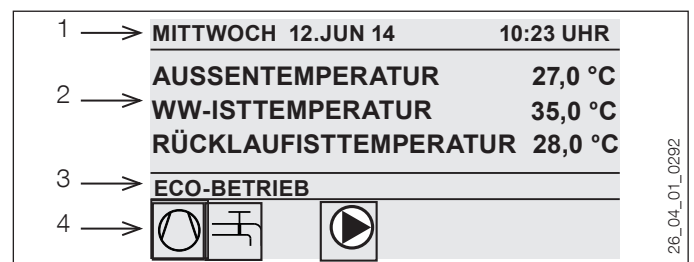 1 MITTWOCH 12.JUN 14 10:23 UHR
AUSSENTEMPERATUR 27,0 °C
2 WW-ISTTEMPERATUR 35,0 °C
RÜCKLAUFISTTEMPERATUR 28,0 °C
3 ECO-BETRIEB
4
26_04_01_0292